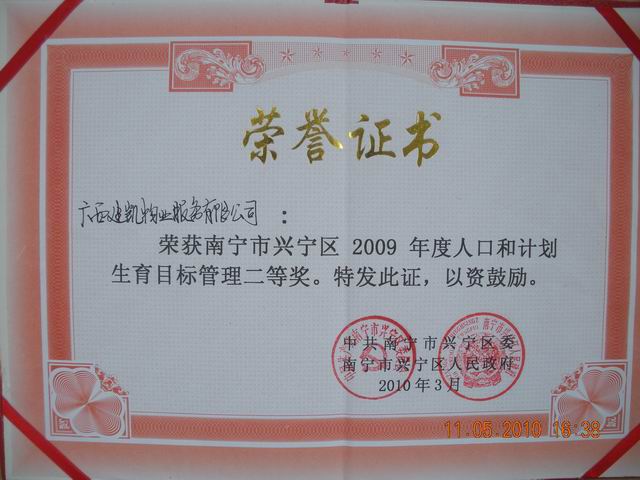 荣誉证书
广西建凯物业服务有限公司：
荣获南宁市兴宁区 2009 年度人口和计划
生育目标管理二等奖。特发此证，以资鼓励。
中共南宁市兴宁区委
南宁市兴宁区人民政府
2010年3月
11.05.2010 16:38